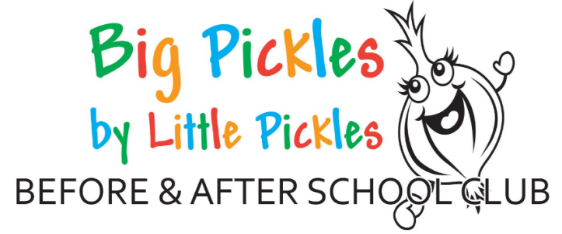 Big Pickles
by Little Pickles
BEFORE & AFTER SCHOOL CLUB